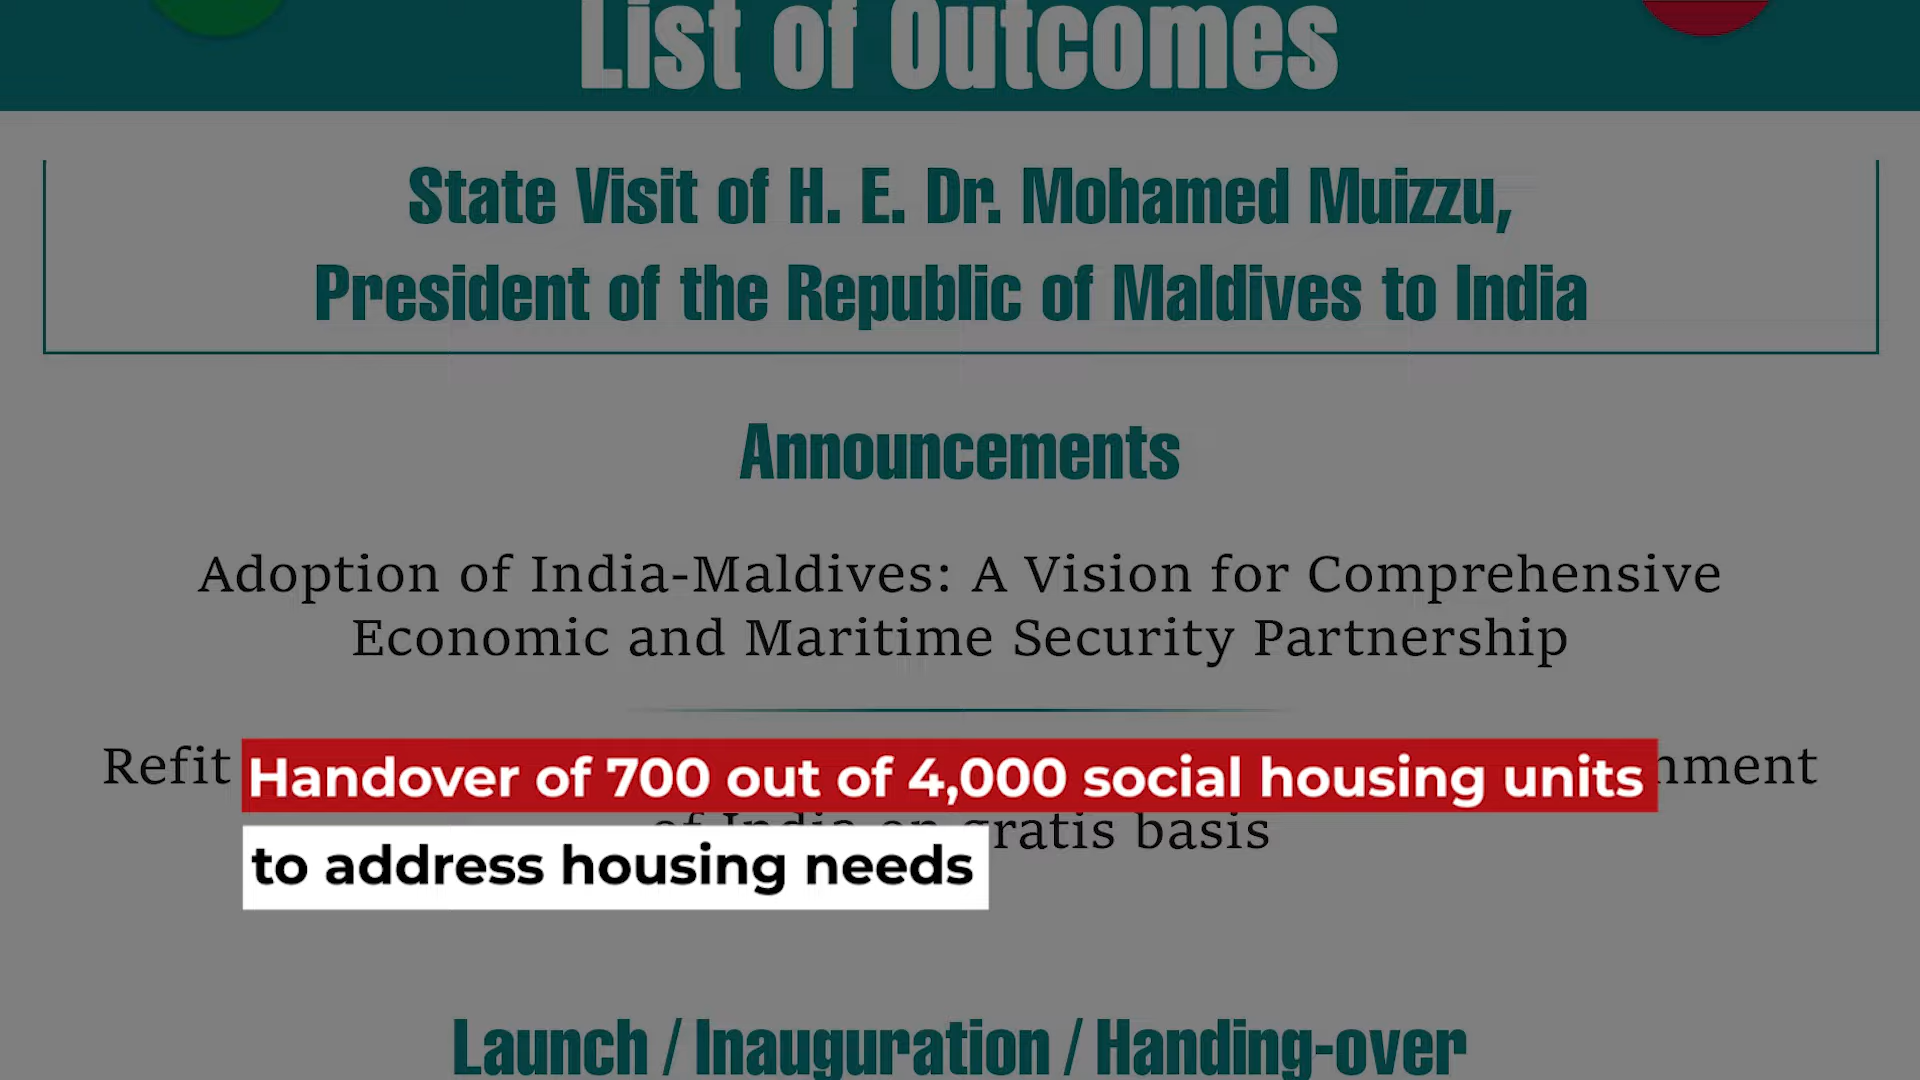 List of Outcomes
State Visit of H. E. Dr. Mohamed Muizzu,
President of the Republic of Maldives to India
Announcements
Adoption of India-Maldives: A Vision for Comprehensive
Economic and Maritime Security Partnership
Refit
Handover of 700 out of 4,000 social housing units
gratis basis
to address housing needs
Launch / Inauguration / Handing-over